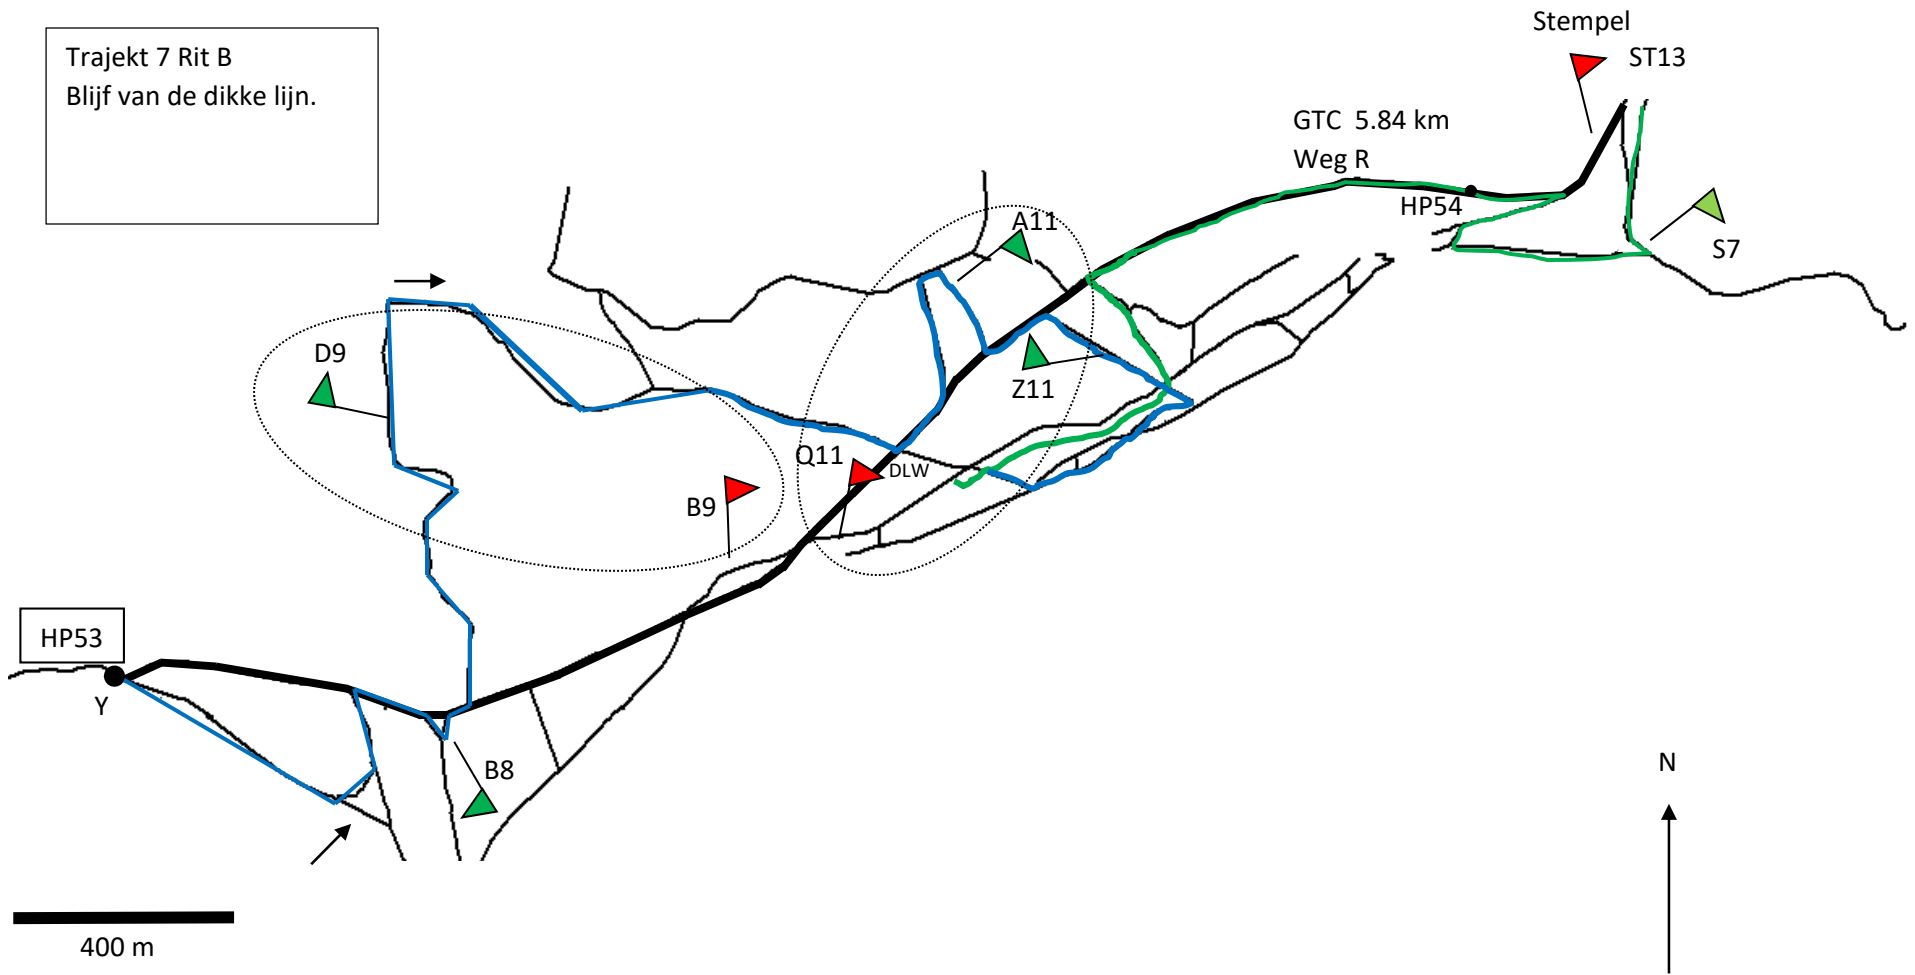 Trajekt 7 Rit B
Blijf van de dikke lijn.
Stempel
ST13
GTC 5.84 km
Weg R
HP54
S7
A11
D9
Z11
Q11
DLW
B9
HP53
Y
B8
N
400 m